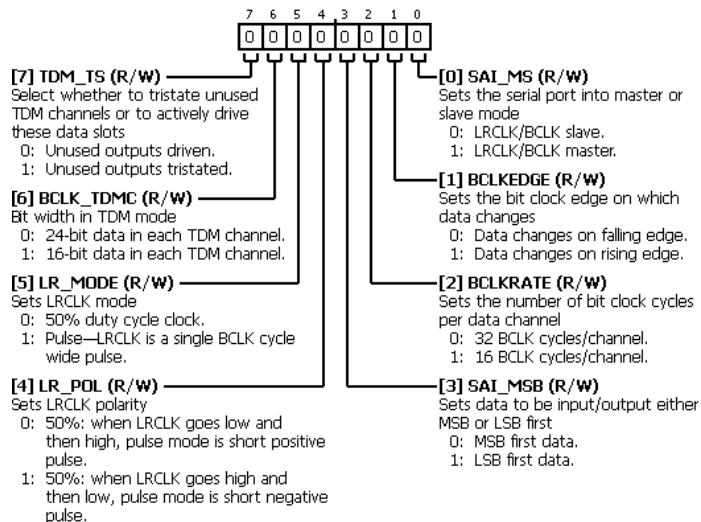 7 6 5 4 3 2 1 0
0 0 0 0 0 0 0 0
[7] TDM_TS (R/W)
Select whether to tristate unused
TDM channels or to actively drive
these data slots
0: Unused outputs driven.
1: Unused outputs tristated.
[6] BCLK_TDMC (R/W)
Bit width in TDM mode
0: 24-bit data in each TDM channel.
1: 16-bit data in each TDM channel.
[5] LR_MODE (R/W)
Sets LRCLK mode
0: 50% duty cycle clock.
1: Pulse—LRCLK is a single BCLK cycle
wide pulse.
[4] LR_POL (R/W)
Sets LRCLK polarity
0: 50%: when LRCLK goes low and
then high, pulse mode is short positive
pulse.
1: 50%: when LRCLK goes high and
then low, pulse mode is short negative
pulse.
[0] SAI_MS (R/W)
Sets the serial port into master or
slave mode
0: LRCLK/BCLK slave.
1: LRCLK/BCLK master.
[1] BCLKEDGE (R/W)
Sets the bit clock edge on which
data changes
0: Data changes on falling edge.
1: Data changes on rising edge.
[2] BCLKRATE (R/W)
Sets the number of bit clock cycles
per data channel
0: 32 BCLK cycles/channel.
1: 16 BCLK cycles/channel.
[3] SAI_MSB (R/W)
Sets data to be input/output either
MSB or LSB first
0: MSB first data.
1: LSB first data.